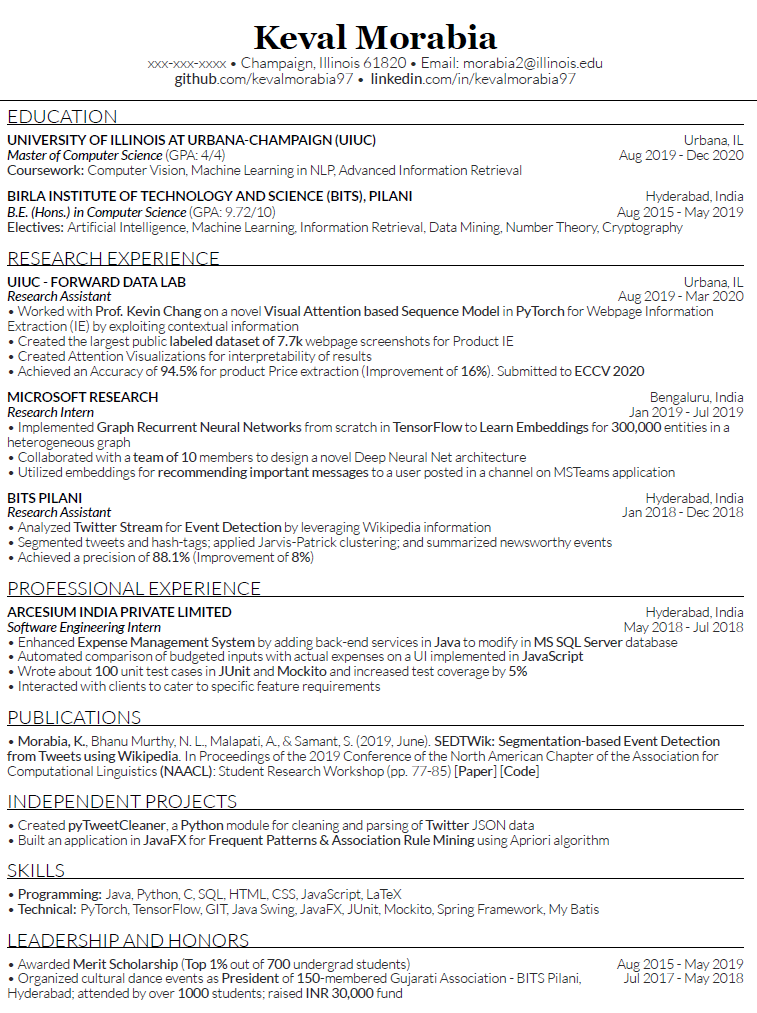 Keval Morabia
xxx-xxx-xxxx • Champaign, Illinois 61820 • Email: morabia2@illinois.edu
github.com/kevalmorabia97 • linkedin.com/in/kevalmorabia97
EDUCATION
UNIVERSITY OF ILLINOIS AT URBANA-CHAMPAIGN (UIUC) Urbana, IL
Master of Computer Science (GPA: 4/4) Aug 2019 - Dec 2020
Coursework: Computer Vision, Machine Learning in NLP, Advanced Information Retrieval
BIRLA INSTITUTE OF TECHNOLOGY AND SCIENCE (BITS), PILANI Hyderabad, India
B.E. (Hons.) in Computer Science (GPA: 9.72/10) Aug 2015 - May 2019
Electives: Artificial Intelligence, Machine Learning, Information Retrieval, Data Mining, Number Theory, Cryptography
RESEARCH EXPERIENCE
UIUC - FORWARD DATA LAB Urbana, IL
Research Assistant Aug 2019 - Mar 2020
• Worked with Prof. Kevin Chang on a novel Visual Attention based Sequence Model in PyTorch for Webpage Information
Extraction (IE) by exploiting contextual information
• Created the largest public labeled dataset of 7.7k webpage screenshots for Product IE
• Created Attention Visualizations for interpretability of results
• Achieved an Accuracy of 94.5% for product Price extraction (Improvement of 16%). Submitted to ECCV 2020
MICROSOFT RESEARCH Bengaluru, India
Research Intern Jan 2019 - Jul 2019
• Implemented Graph Recurrent Neural Networks from scratch in TensorFlow to Learn Embeddings for 300,000 entities in a
heterogeneous graph
• Collaborated with a team of 10 members to design a novel Deep Neural Net architecture
• Utilized embeddings for recommending important messages to a user posted in a channel on MSTeams application
BITS PILANI Hyderabad, India
Research Assistant Jan 2018 - Dec 2018
• Analyzed Twitter Stream for Event Detection by leveraging Wikipedia information
• Segmented tweets and hash-tags; applied Jarvis-Patrick clustering; and summarized newsworthy events
• Achieved a precision of 88.1% (Improvement of 8%)
PROFESSIONAL EXPERIENCE
ARCESIUM INDIA PRIVATE LIMITED Hyderabad, India
Software Engineering Intern May 2018 - Jul 2018
• Enhanced Expense Management System by adding back-end services in Java to modify in MS SQL Server database
• Automated comparison of budgeted inputs with actual expenses on a UI implemented in JavaScript
• Wrote about 100 unit test cases in JUnit and Mockito and increased test coverage by 5%
• Interacted with clients to cater to specific feature requirements
PUBLICATIONS
• Morabia, K., Bhanu Murthy, N. L., Malapati, A., & Samant, S. (2019, June). SEDTWik: Segmentation-based Event Detection
from Tweets using Wikipedia. In Proceedings of the 2019 Conference of the North American Chapter of the Association for
Computational Linguistics (NAACL): Student Research Workshop (pp. 77-85) [Paper] [Code]
INDEPENDENT PROJECTS
• Created pyTweetCleaner, a Python module for cleaning and parsing of Twitter JSON data
• Built an application in JavaFX for Frequent Patterns & Association Rule Mining using Apriori algorithm
SKILLS
• Programming: Java, Python, C, SQL, HTML, CSS, JavaScript, LaTeX
• Technical: PyTorch, TensorFlow, GIT, Java Swing, JavaFX, JUnit, Mockito, Spring Framework, My Batis
LEADERSHIP AND HONORS
• Awarded Merit Scholarship (Top 1% out of 700 undergrad students) Aug 2015 - May 2019
• Organized cultural dance events as President of 150-membered Gujarati Association - BITS Pilani, Jul 2017 - May 2018
Hyderabad; attended by over 1000 students; raised INR 30,000 fund